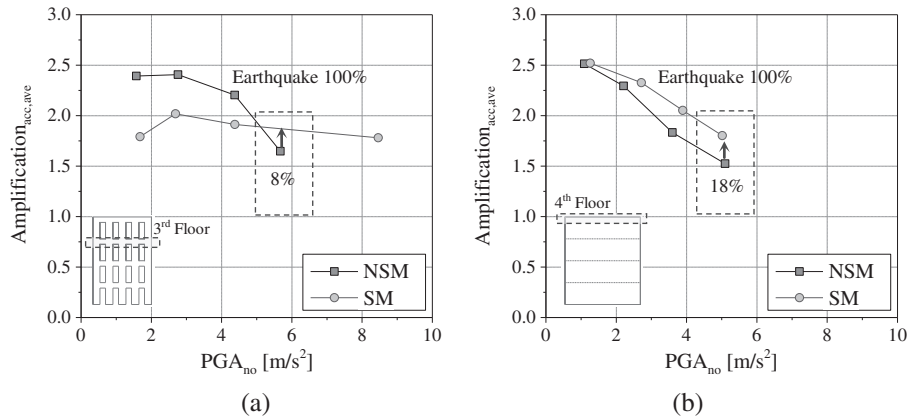 3.0
2.5
2.0
1.5
1.0
0.5
0.0
Amplification_acc,ave
Earthquake 100%
8%
3rd Floor
NSM
SM
0 2 4 6 8 10
PGA_no [m/s²]
(a)
3.0
2.5
2.0
1.5
1.0
0.5
0.0
Amplification_acc,ave
Earthquake 100%
18%
4th Floor
NSM
SM
0 2 4 6 8 10
PGA_no [m/s²]
(b)